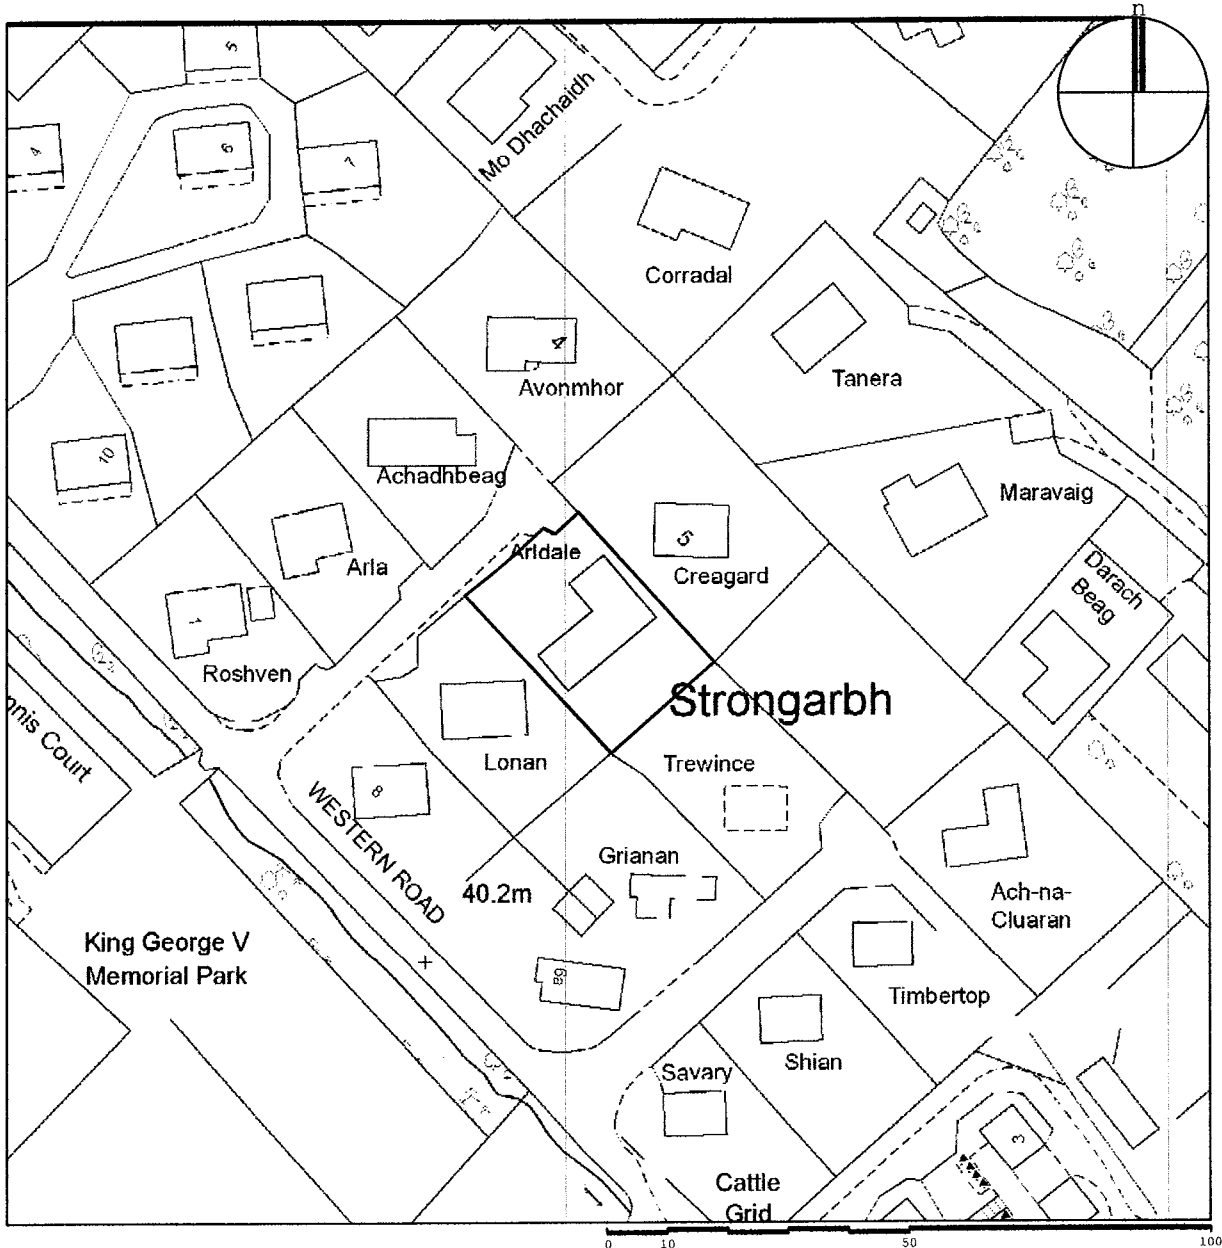 n
5
4
6
7
Mo Dhachaidh
Corradal
Tanera
4
Avonmhor
10
Achadhbeag
Maravaig
Arla
Arldale
5
Creagard
Darach
Beag
1
Roshven
Strongarbh
nnis Court
Lonan
Trewince
8
WESTERN ROAD
Grianan
40.2m
Ach-na-
Cluaran
King George V
Memorial Park
6a
Timbertop
Shian
Savary
3
Cattle
Grid
0 10 50 100